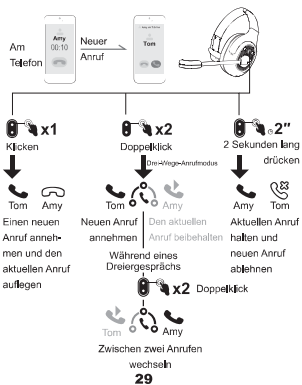 Am
Telefon
Amy
00:10
Neuer
Anruf
Tom
x1
Klicken
Tom Amy
Einen neuen
Anruf anneh-
men und den
aktuellen Anruf
auflegen
x2
Doppelklick
Drei-Wege-Anrufmodus
Tom Amy
Neuen Anruf
annehmen
Den aktuellen
Anruf beibehalten
Während eines
Dreiergesprächs
x2 Doppelklick
Tom Amy
Zwischen zwei Anrufen
wechseln
2″
2 Sekunden lang
drücken
Amy Tom
Aktuellen Anruf
halten und
neuen Anruf
ablehnen
29